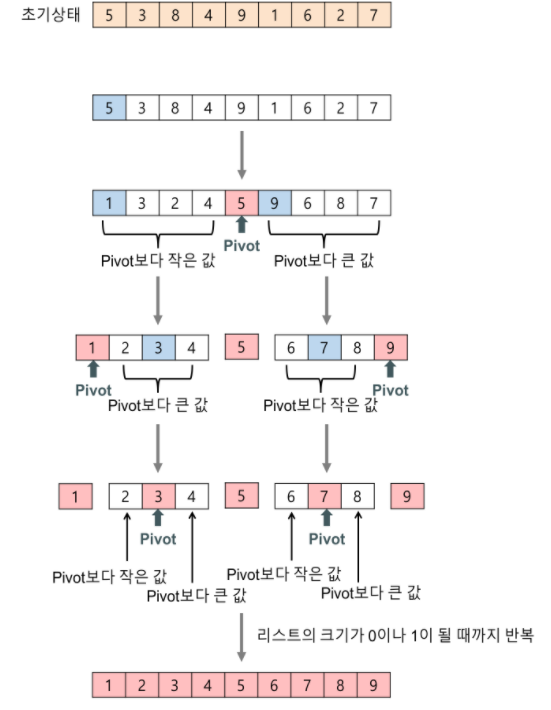 초기상태 5 3 8 4 9 1 6 2 7
5 3 8 4 9 1 6 2 7
1 3 2 4 5 9 6 8 7
Pivot
Pivot보다 작은 값 Pivot보다 큰 값
1 2 3 4 5 6 7 8 9
Pivot Pivot
Pivot보다 큰 값 Pivot보다 작은 값
1 2 3 4 5 6 7 8 9
Pivot Pivot
Pivot보다 작은 값 Pivot보다 작은 값
Pivot보다 큰 값 Pivot보다 큰 값
리스트의 크기가 0이나 1이 될 때까지 반복
1 2 3 4 5 6 7 8 9